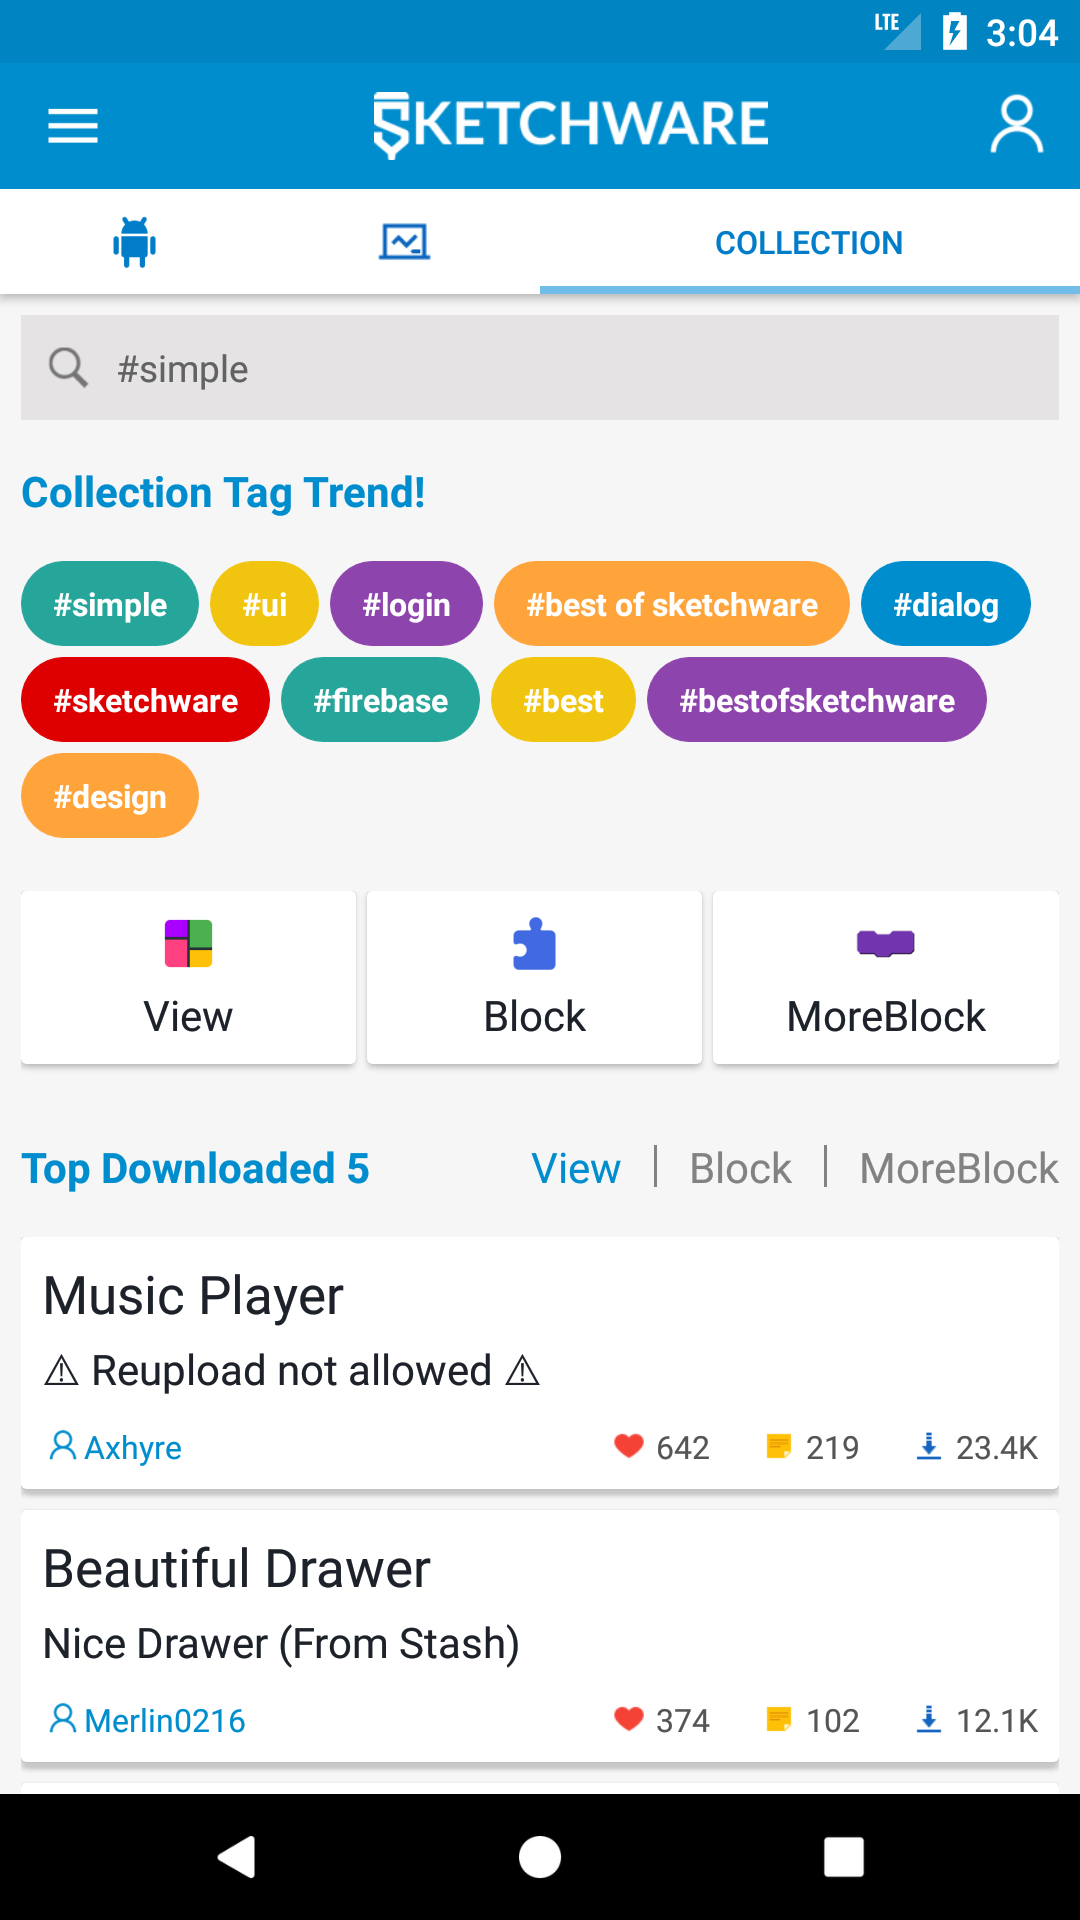 LTE 3:04
SKETCHWARE
COLLECTION
#simple
Collection Tag Trend!
#simple #ui #login #best of sketchware #dialog
#sketchware #firebase #best #bestofsketchware
#design
View Block MoreBlock
Top Downloaded 5 View | Block | MoreBlock
Music Player
⚠ Reupload not allowed ⚠
Axhyre 642 219 23.4K
Beautiful Drawer
Nice Drawer (From Stash)
Merlin0216 374 102 12.1K